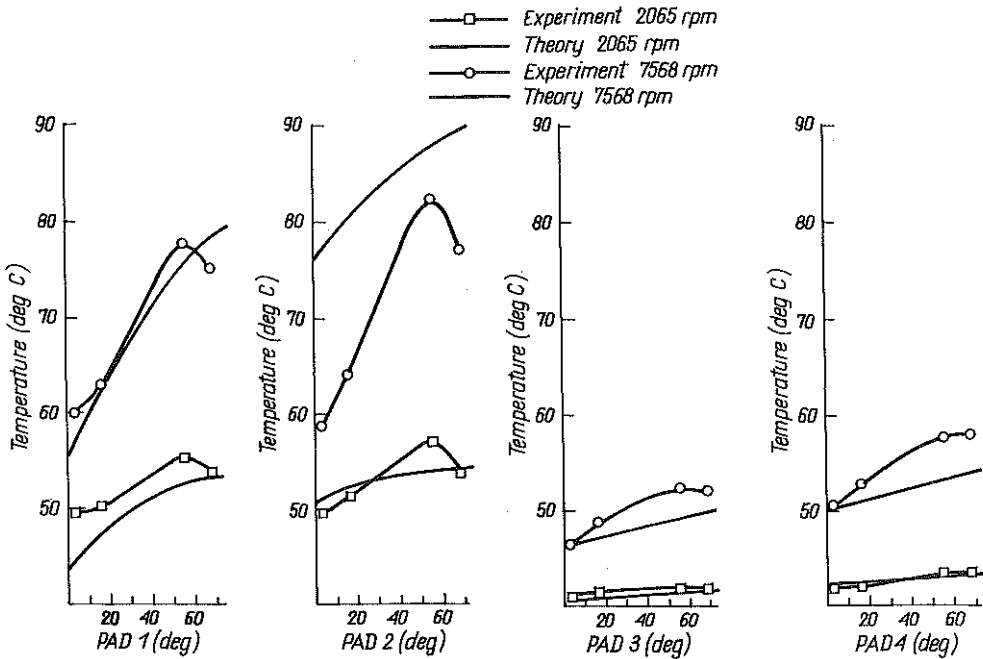 Experiment 2065 rpm
Theory 2065 rpm
Experiment 7568 rpm
Theory 7568 rpm
90
80
70
60
50
Temperature (deg C)
20 40 60
PAD 1 (deg)
90
80
70
60
50
Temperature (deg C)
20 40 60
PAD 2 (deg)
90
80
70
60
50
Temperature (deg C)
20 40 60
PAD 3 (deg)
90
80
70
60
50
Temperature (deg C)
20 40 60
PAD 4 (deg)